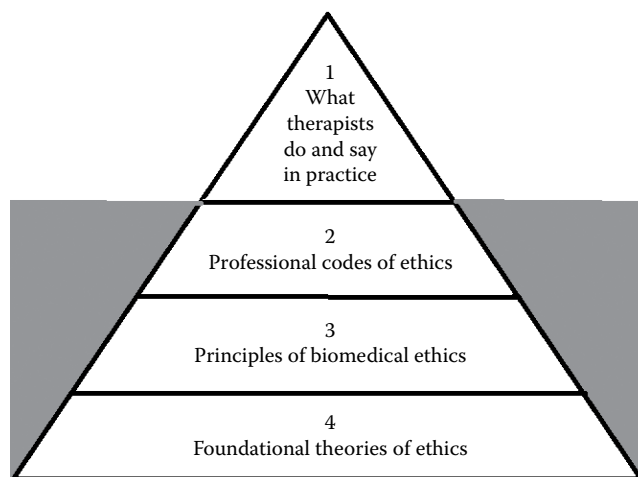 1
What
therapists
do and say
in practice
2
Professional codes of ethics
3
Principles of biomedical ethics
4
Foundational theories of ethics